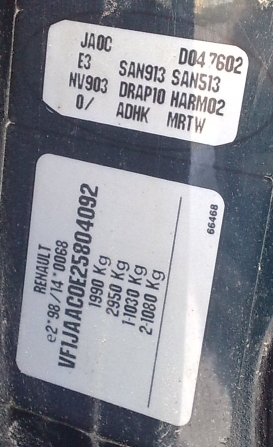 JA0C D04 7602
E3 SAN913 SAN513
NV903 DRAP10 HARM02
0/ ADHK MRTW
RENAULT
e2*98/14*0068
VF1JAAC0E25804092
1990 Kg
2950 Kg
1-1030 Kg
2-1080 Kg
66468